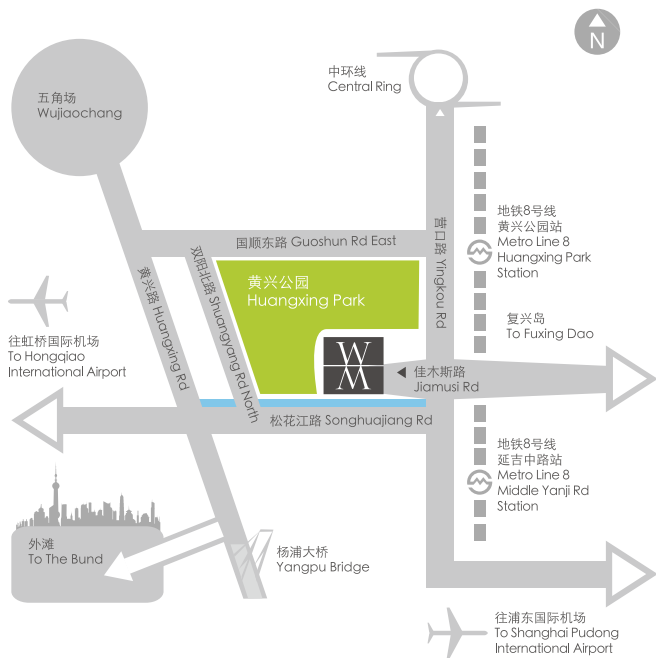 N
中环线
Central Ring
五角场
Wujiaochang
地铁8号线
黄兴公园站
Metro Line 8
Huangxing Park
Station
国顺东路 Guoshun Rd East
营口路 Yingkou Rd
双阳北路 Shuangyang Rd North
黄兴路 Huangxing Rd
黄兴公园
Huangxing Park
复兴岛
To Fuxing Dao
往虹桥国际机场
To Hongqiao
International Airport
W
M
佳木斯路
Jiamusi Rd
松花江路 Songhuajiang Rd
地铁8号线
延吉中路站
Metro Line 8
Middle Yanji Rd
Station
外滩
To The Bund
杨浦大桥
Yangpu Bridge
往浦东国际机场
To Shanghai Pudong
International Airport